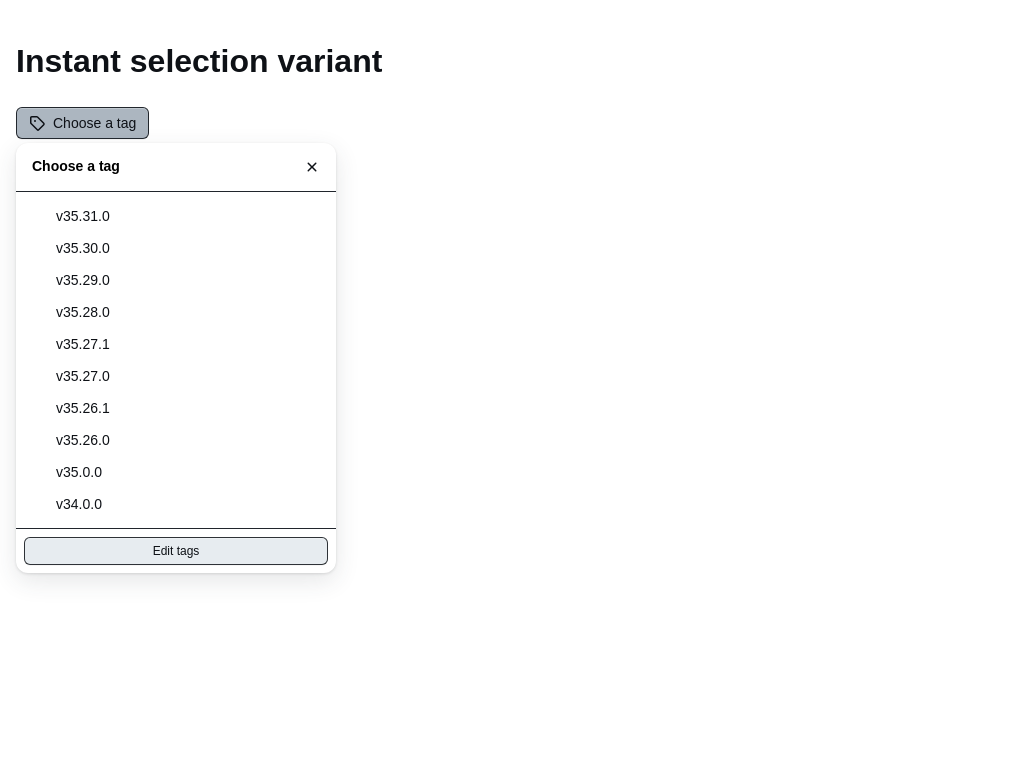 Instant selection variant
Choose a tag
Choose a tag
v35.31.0
v35.30.0
v35.29.0
v35.28.0
v35.27.1
v35.27.0
v35.26.1
v35.26.0
v35.0.0
v34.0.0
Edit tags